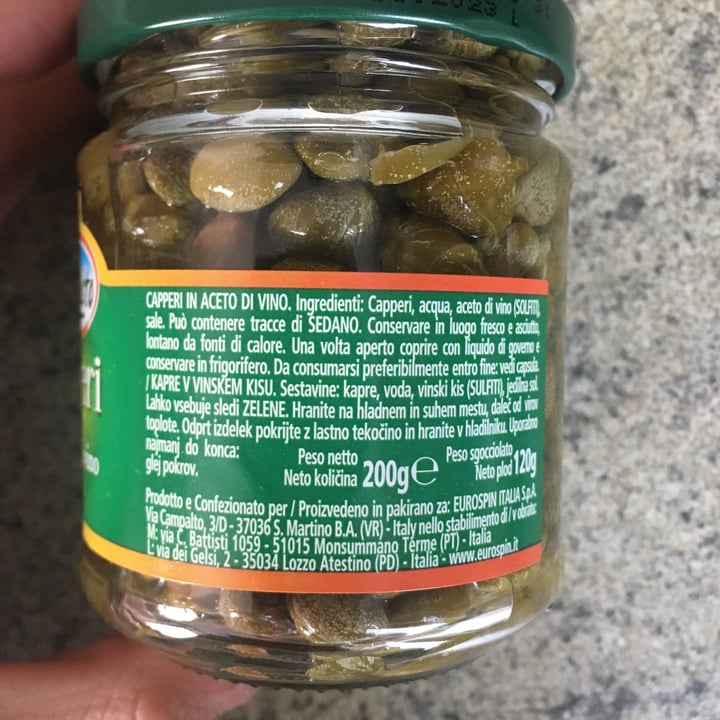 2023 L
CAPPERI IN ACETO DI VINO. Ingredienti: Capperi, acqua, aceto di vino (SOLFITI),
sale. Può contenere tracce di SEDANO. Conservare in luogo fresco e asciutto,
lontano da fonti di calore. Una volta aperto coprire con liquido di governo e
conservare in frigorifero. Da consumarsi preferibilmente entro fine: vedi capsula.
/ KAPRE V VINSKEM KISU. Sestavine: kapre, voda, vinski kis (SULFITI), jedilna sol.
Lahko vsebuje sledi ZELENE. Hranite na hladnem in suhem mestu, daleč od virov
toplote. Odprt izdelek pokrijte z lastno tekočino in hranite v hladilniku. Uporabno
najmanj do konca:
glej pokrov.
Peso netto
Neto količina 200g e
Peso sgocciolato
Neto plod 120g
Prodotto e Confezionato per / Proizvedeno in pakirano za: EUROSPIN ITALIA S.p.A.
Via Campalto, 3/D - 37036 S. Martino B.A. (VR) - Italy nello stabilimento di / v obratu:
M: via C. Battisti 1059 - 51015 Monsummano Terme (PT) - Italia
L: via dei Gelsi, 2 - 35034 Lozzo Atestino (PD) - Italia - www.eurospin.it